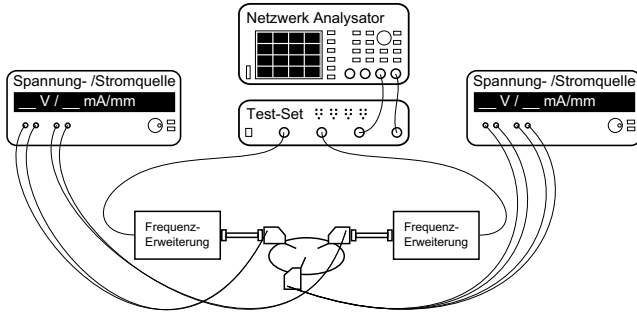 Netzwerk Analysator
Spannung- /Stromquelle
__ V / __ mA/mm
Test-Set
Spannung- /Stromquelle
__ V / __ mA/mm
Frequenz-
Erweiterung
Frequenz-
Erweiterung